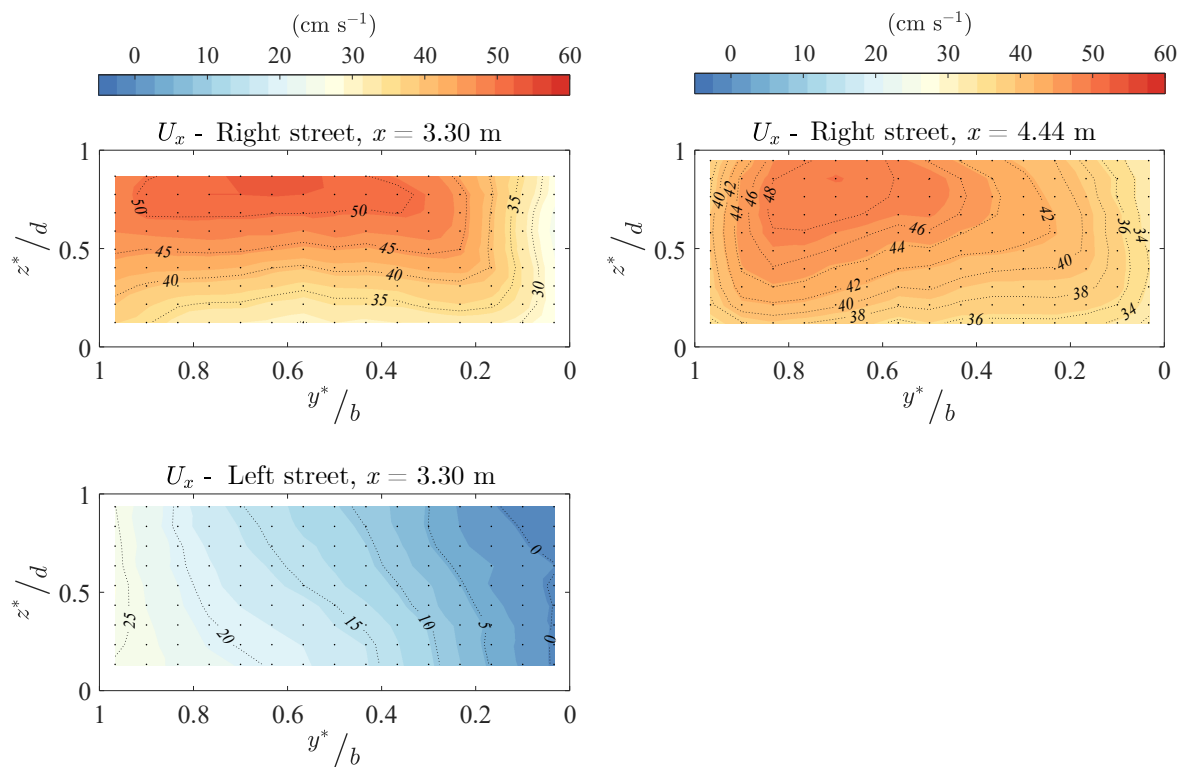 (cm s⁻¹)
0 10 20 30 40 50 60
U_x - Right street, x = 3.30 m
1
0.5
0
z*/d
50 50
45 45
40 40
35
35
30
1 0.8 0.6 0.4 0.2 0
y*/b
(cm s⁻¹)
0 10 20 30 40 50 60
U_x - Right street, x = 4.44 m
1
0.5
0
z*/d
40 42 44 46 48
46
44
42
40
38
42
40
38
36
36
34
34
1 0.8 0.6 0.4 0.2 0
y*/b
U_x - Left street, x = 3.30 m
1
0.5
0
z*/d
25 20 15 10 5 0
0
1 0.8 0.6 0.4 0.2 0
y*/b